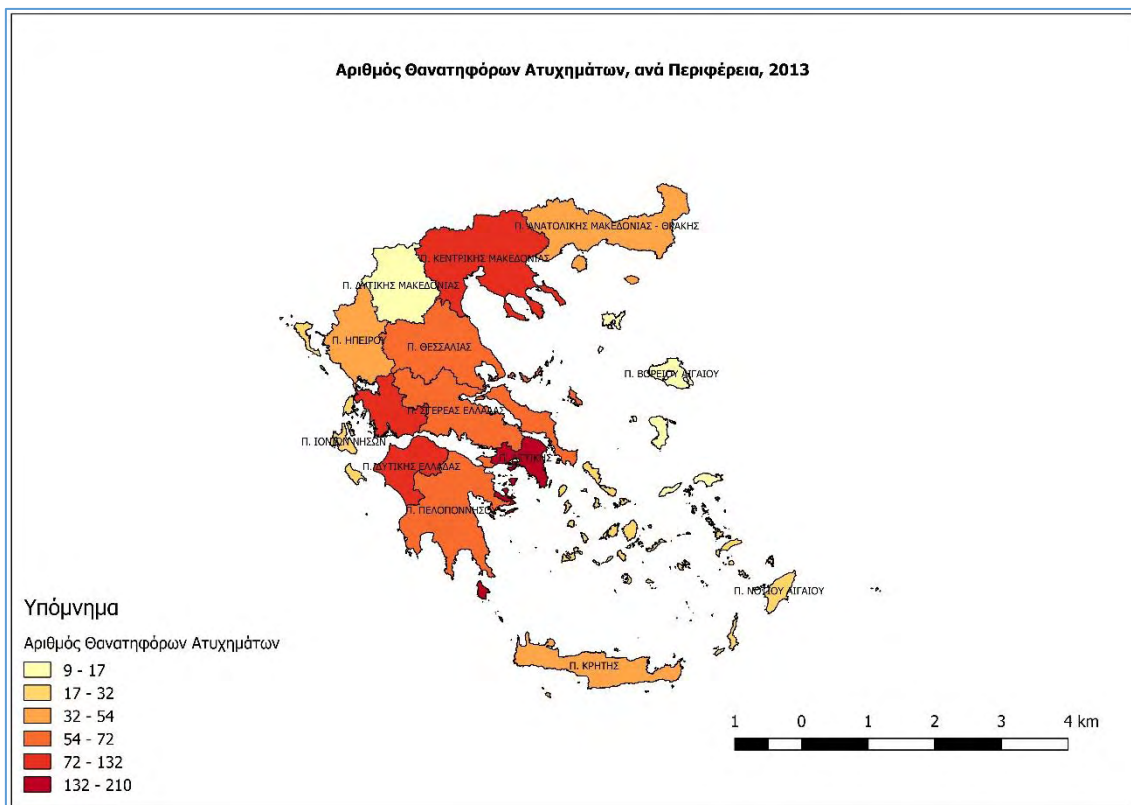 Αριθμός Θανατηφόρων Ατυχημάτων, ανά Περιφέρεια, 2013
Π. ΑΝΑΤΟΛΙΚΗΣ ΜΑΚΕΔΟΝΙΑΣ - ΘΡΑΚΗΣ
Π. ΚΕΝΤΡΙΚΗΣ ΜΑΚΕΔΟΝΙΑΣ
Π. ΔΥΤΙΚΗΣ ΜΑΚΕΔΟΝΙΑΣ
Π. ΗΠΕΙΡΟΥ
Π. ΘΕΣΣΑΛΙΑΣ
Π. ΒΟΡΕΙΟΥ ΑΙΓΑΙΟΥ
Π. ΣΤΕΡΕΑΣ ΕΛΛΑΔΑΣ
Π. ΙΟΝΙΩΝ ΝΗΣΩΝ
Π. ΑΤΤΙΚΗΣ
Π. ΔΥΤΙΚΗΣ ΕΛΛΑΔΑΣ
Π. ΠΕΛΟΠΟΝΝΗΣΟΥ
Π. ΝΟΤΙΟΥ ΑΙΓΑΙΟΥ
Π. ΚΡΗΤΗΣ
Υπόμνημα
Αριθμός Θανατηφόρων Ατυχημάτων
9 - 17
17 - 32
32 - 54
54 - 72
72 - 132
132 - 210
1 0 1 2 3 4 km